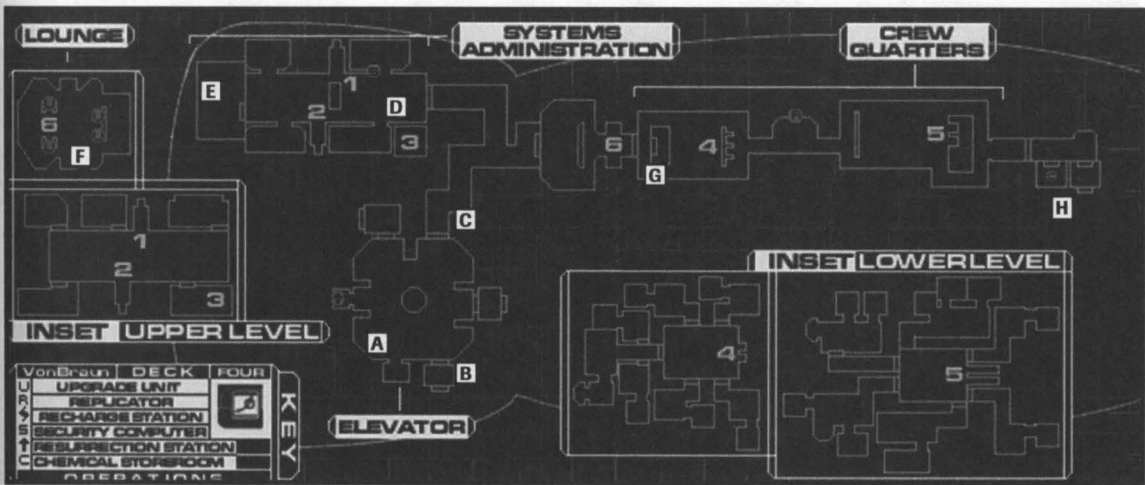 LOUNGE
SYSTEMS
ADMINISTRATION
CREW
QUARTERS
E
1
D
2
3
6
F
6
4
5
G
H
C
1
2
3
INSET UPPER LEVEL
INSET LOWER LEVEL
A
B
4
5
VonBraun DECK FOUR
U UPGRADE UNIT
R REPLICATOR
RECHARGE STATION
S SECURITY COMPUTER
RESURRECTION STATION
C CHEMICAL STOREROOM
OPERATIONS
KEY
ELEVATOR